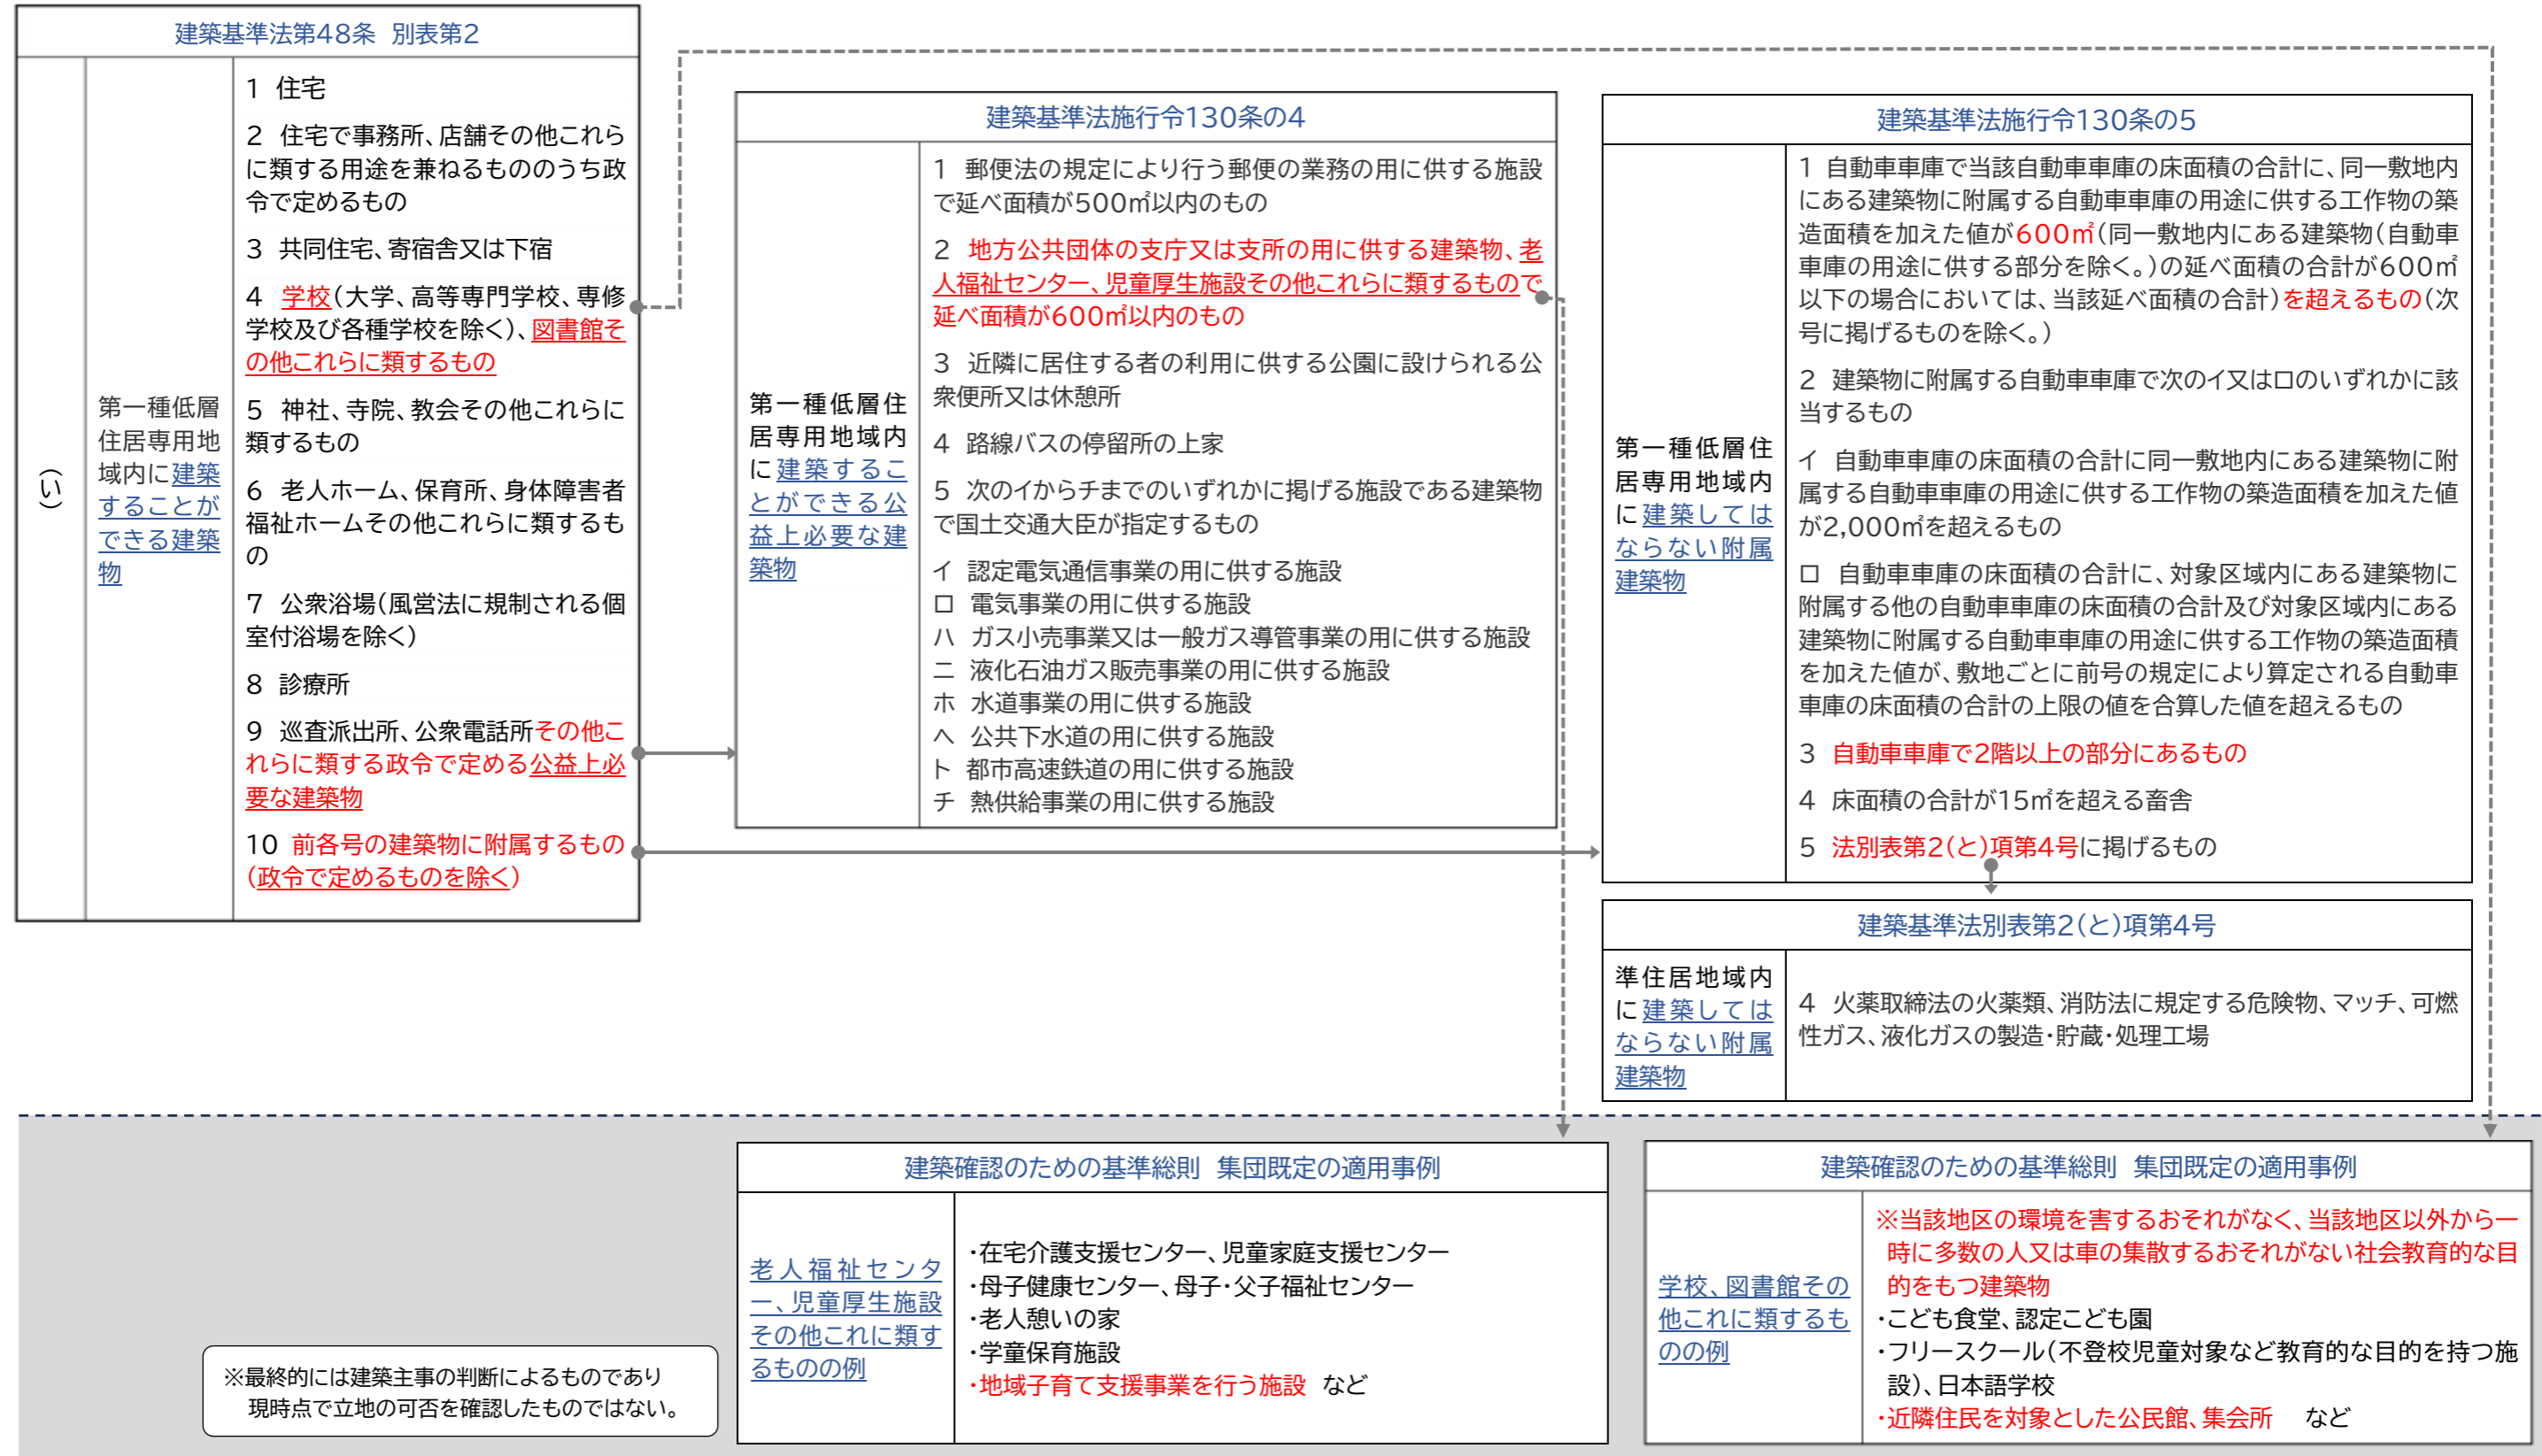 建築基準法第48条 別表第2
(い)
第一種低層
住居専用地
域内に建築
することが
できる建築
物
1 住宅
2 住宅で事務所、店舗その他これら
に類する用途を兼ねるもののうち政
令で定めるもの
3 共同住宅、寄宿舎又は下宿
4 学校(大学、高等専門学校、専修
学校及び各種学校を除く)、図書館そ
の他これらに類するもの
5 神社、寺院、教会その他これらに
類するもの
6 老人ホーム、保育所、身体障害者
福祉ホームその他これらに類するも
の
7 公衆浴場(風営法に規制される個
室付浴場を除く)
8 診療所
9 巡査派出所、公衆電話所その他こ
れらに類する政令で定める公益上必
要な建築物
10 前各号の建築物に附属するもの
(政令で定めるものを除く)
建築基準法施行令130条の4
第一種低層住
居専用地域内
に建築するこ
とができる公
益上必要な建
築物
1 郵便法の規定により行う郵便の業務の用に供する施設
で延べ面積が500㎡以内のもの
2 地方公共団体の支庁又は支所の用に供する建築物、老
人福祉センター、児童厚生施設その他これらに類するもので
延べ面積が600㎡以内のもの
3 近隣に居住する者の利用に供する公園に設けられる公
衆便所又は休憩所
4 路線バスの停留所の上家
5 次のイからチまでのいずれかに掲げる施設である建築物
で国土交通大臣が指定するもの
イ 認定電気通信事業の用に供する施設
ロ 電気事業の用に供する施設
ハ ガス小売事業又は一般ガス導管事業の用に供する施設
ニ 液化石油ガス販売事業の用に供する施設
ホ 水道事業の用に供する施設
へ 公共下水道の用に供する施設
ト 都市高速鉄道の用に供する施設
チ 熱供給事業の用に供する施設
建築基準法施行令130条の5
第一種低層住
居専用地域内
に建築しては
ならない附属
建築物
1 自動車車庫で当該自動車車庫の床面積の合計に、同一敷地内
にある建築物に附属する自動車車庫の用途に供する工作物の築
造面積を加えた値が600㎡(同一敷地内にある建築物(自動車
車庫の用途に供する部分を除く。)の延べ面積の合計が600㎡
以下の場合においては、当該延べ面積の合計)を超えるもの(次
号に掲げるものを除く。)
2 建築物に附属する自動車車庫で次のイ又はロのいずれかに該
当するもの
イ 自動車車庫の床面積の合計に同一敷地内にある建築物に附
属する自動車車庫の用途に供する工作物の築造面積を加えた値
が2,000㎡を超えるもの
ロ 自動車車庫の床面積の合計に、対象区域内にある建築物に
附属する他の自動車車庫の床面積の合計及び対象区域内にある
建築物に附属する自動車車庫の用途に供する工作物の築造面積
を加えた値が、敷地ごとに前号の規定により算定される自動車
車庫の床面積の合計の上限の値を合算した値を超えるもの
3 自動車車庫で2階以上の部分にあるもの
4 床面積の合計が15㎡を超える畜舎
5 法別表第2(と)項第4号に掲げるもの
建築基準法別表第2(と)項第4号
準住居地域内
に建築しては
ならない附属
建築物
4 火薬取締法の火薬類、消防法に規定する危険物、マッチ、可燃
性ガス、液化ガスの製造・貯蔵・処理工場
※最終的には建築主事の判断によるものであり
現時点で立地の可否を確認したものではない。
建築確認のための基準総則 集団既定の適用事例
老人福祉センタ
ー、児童厚生施設
その他これに類す
るものの例
・在宅介護支援センター、児童家庭支援センター
・母子健康センター、母子・父子福祉センター
・老人憩いの家
・学童保育施設
・地域子育て支援事業を行う施設 など
建築確認のための基準総則 集団既定の適用事例
学校、図書館その
他これに類するも
のの例
※当該地区の環境を害するおそれがなく、当該地区以外から一
時に多数の人又は車の集散するおそれがない社会教育的な目
的をもつ建築物
・こども食堂、認定こども園
・フリースクール(不登校児童対象など教育的な目的を持つ施
設)、日本語学校
・近隣住民を対象とした公民館、集会所 など